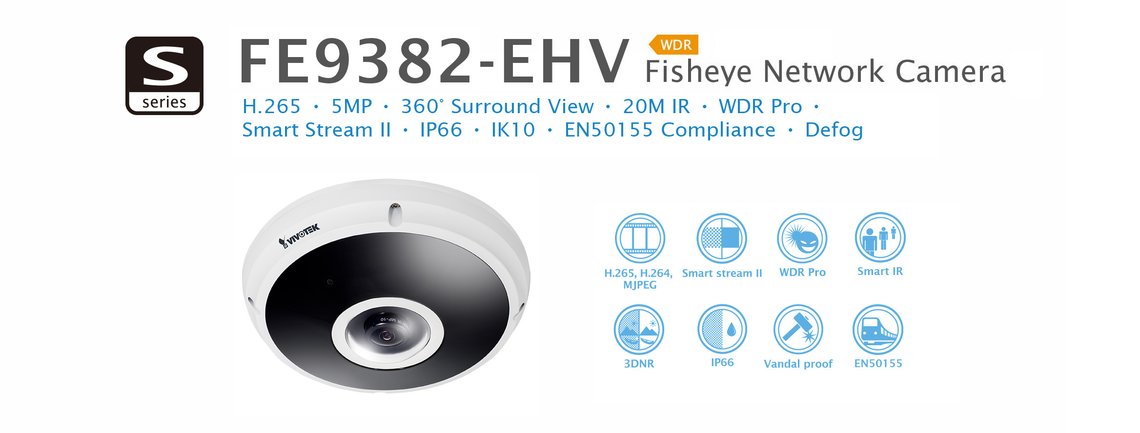 S
series
FE9382-EHV
WDR
Fisheye Network Camera
H.265 · 5MP · 360° Surround View · 20M IR · WDR Pro ·
Smart Stream II · IP66 · IK10 · EN50155 Compliance · Defog
VIVOTEK
H.265, H.264,
MJPEG
Smart stream II
WDR Pro
Smart IR
3DNR
IP66
Vandal proof
EN50155